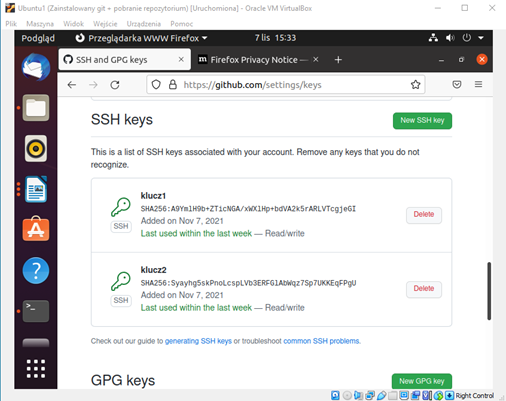 Ubuntu1 (Zainstalowany git + pobranie repozytorium) [Uruchomiona] - Oracle VM VirtualBox
Plik Maszyna Widok Wejście Urządzenia Pomoc
Podgląd Przeglądarka WWW Firefox 7 lis 15:33
SSH and GPG keys Firefox Privacy Notice —
https://github.com/settings/keys
SSH keys New SSH key
This is a list of SSH keys associated with your account. Remove any keys that you do not
recognize.
klucz1
SHA256:A9YmlH9b+ZTicNGA/xWXlHp+bdVA2k5rARLVTcgjeGI
Added on Nov 7, 2021
SSH
Delete
Last used within the last week — Read/write
klucz2
SHA256:Syayhg5skPnoLcspLVb3ERFGlAbWqz7Sp7UKKEqFPgU
Added on Nov 7, 2021
SSH
Delete
Last used within the last week — Read/write
Check out our guide to generating SSH keys or troubleshoot common SSH problems.
GPG keys New GPG key
Right Control